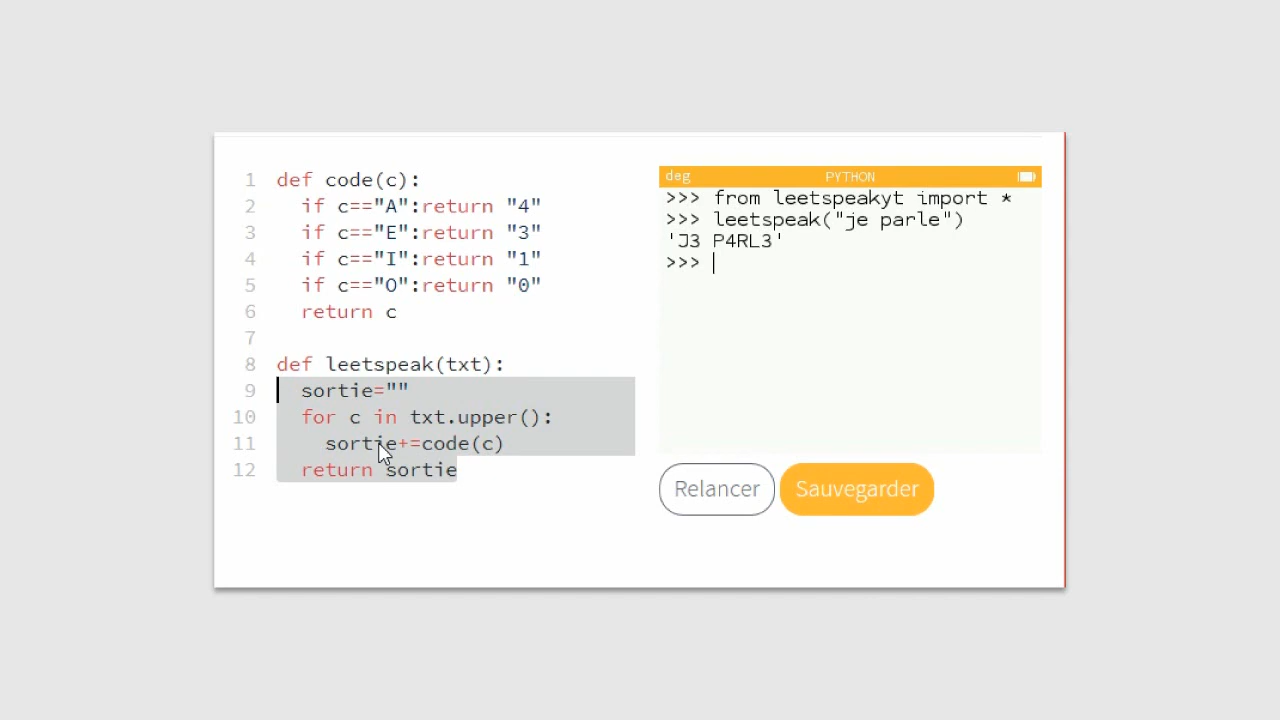 1 def code(c):
2 if c=="A":return "4"
3 if c=="E":return "3"
4 if c=="I":return "1"
5 if c=="O":return "0"
6 return c
7
8 def leetspeak(txt):
9 sortie=""
10 for c in txt.upper():
11 sortie+=code(c)
12 return sortie
deg PYTHON
>>> from leetspeakyt import *
>>> leetspeak("je parle")
'J3 P4RL3'
>>>
Relancer Sauvegarder